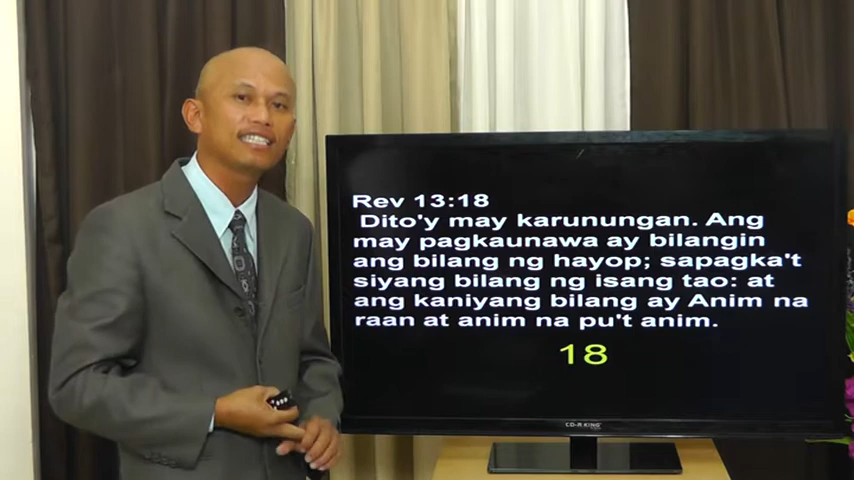 Rev 13:18
Dito'y may karunungan. Ang
may pagkaunawa ay bilangin
ang bilang ng hayop; sapagka't
siyang bilang ng isang tao: at
ang kaniyang bilang ay Anim na
raan at anim na pu't anim.
18
CD-R KING